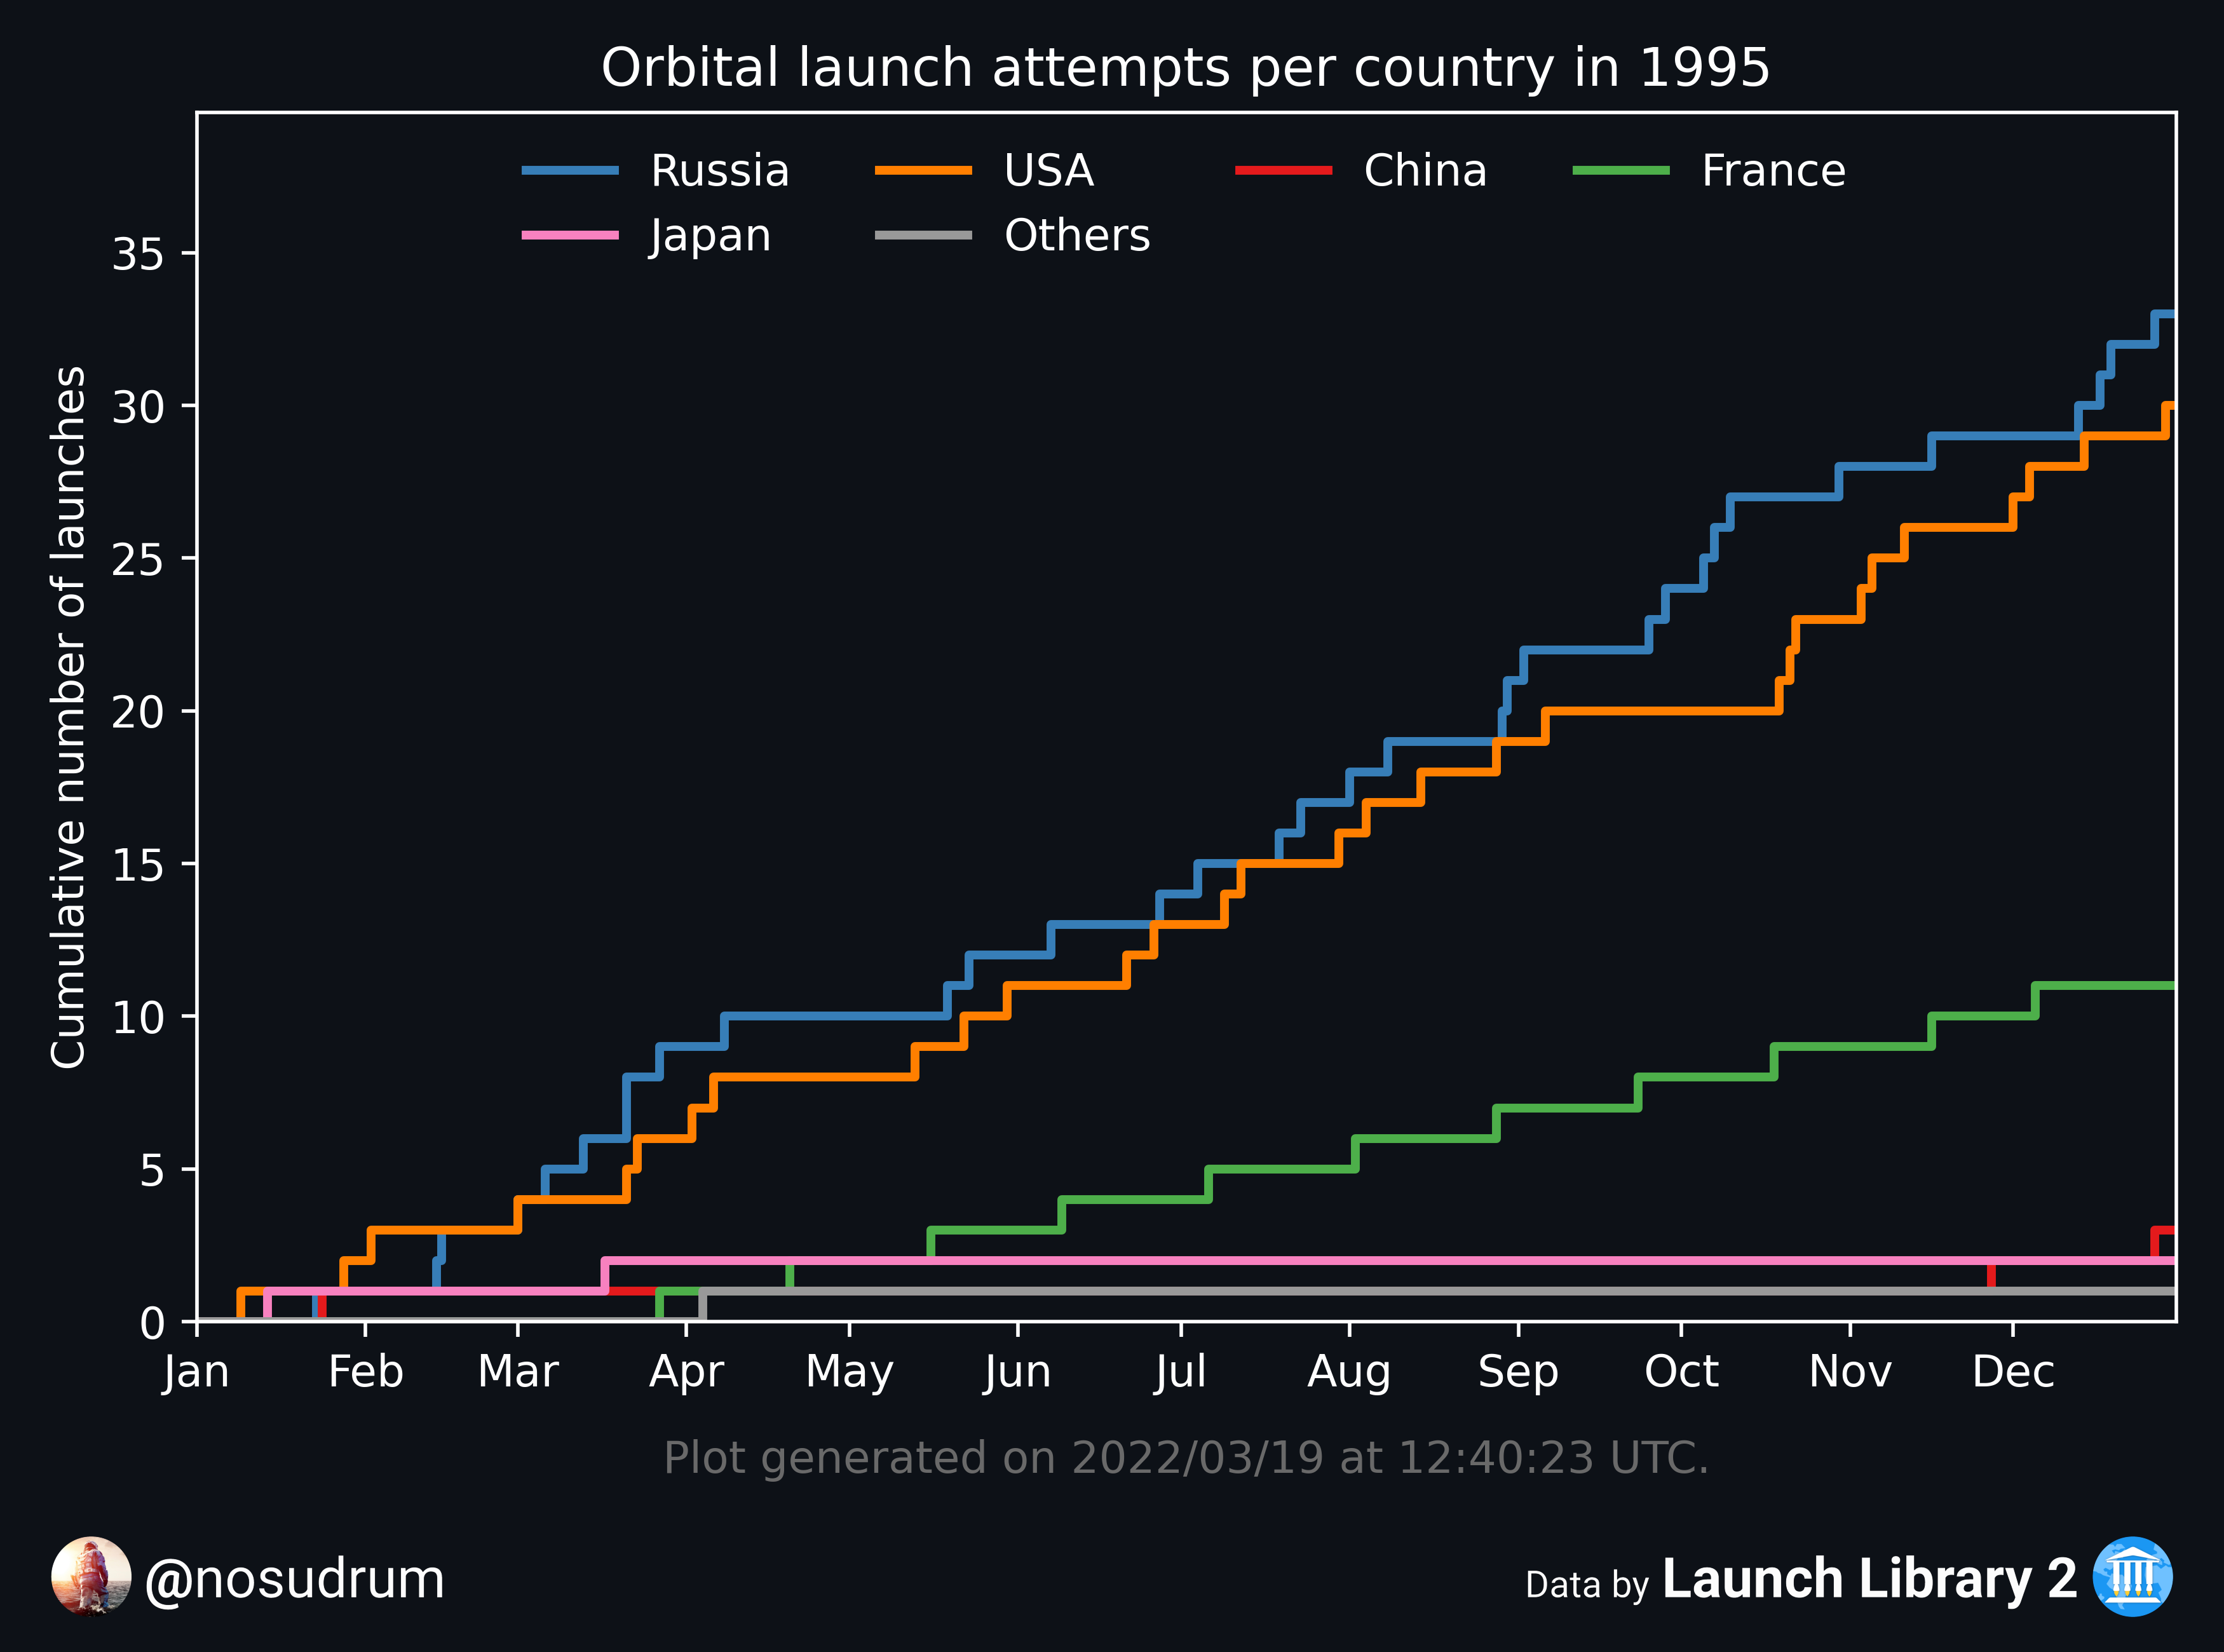 Orbital launch attempts per country in 1995
Russia USA China France
Japan Others
Cumulative number of launches
35
30
25
20
15
10
5
0
Jan Feb Mar Apr May Jun Jul Aug Sep Oct Nov Dec
Plot generated on 2022/03/19 at 12:40:23 UTC.
@nosudrum
Data by Launch Library 2